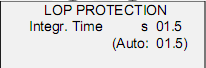 LOP PROTECTION
Integr. Time s 01.5
(Auto: 01.5)